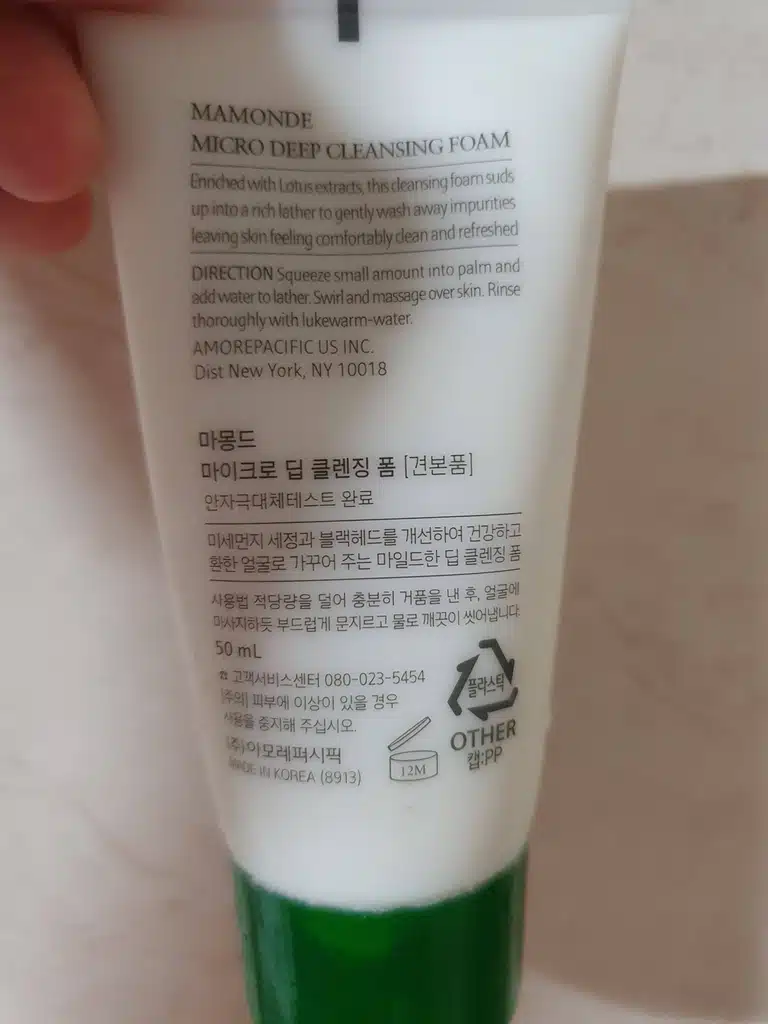 MAMONDE
MICRO DEEP CLEANSING FOAM
Enriched with Lotus extracts, this cleansing foam suds
up into a rich lather to gently wash away impurities
leaving skin feeling comfortably clean and refreshed
DIRECTION Squeeze small amount into palm and
add water to lather. Swirl and massage over skin. Rinse
thoroughly with lukewarm-water.
AMOREPACIFIC US INC.
Dist New York, NY 10018
마몽드
마이크로 딥 클렌징 폼 [견본품]
안자극대체테스트 완료
미세먼지 세정과 블랙헤드를 개선하여 건강하고
환한 얼굴로 가꾸어 주는 마일드한 딥 클렌징 폼
사용법 적당량을 덜어 충분히 거품을 낸 후, 얼굴에
마사지하듯 부드럽게 문지르고 물로 깨끗이 씻어냅니다.
50 mL
☎ 고객서비스센터 080-023-5454
[주의] 피부에 이상이 있을 경우
사용을 중지해 주십시오.
(주)아모레퍼시픽
MADE IN KOREA (8913)
12M
플라스틱
OTHER
캡:PP